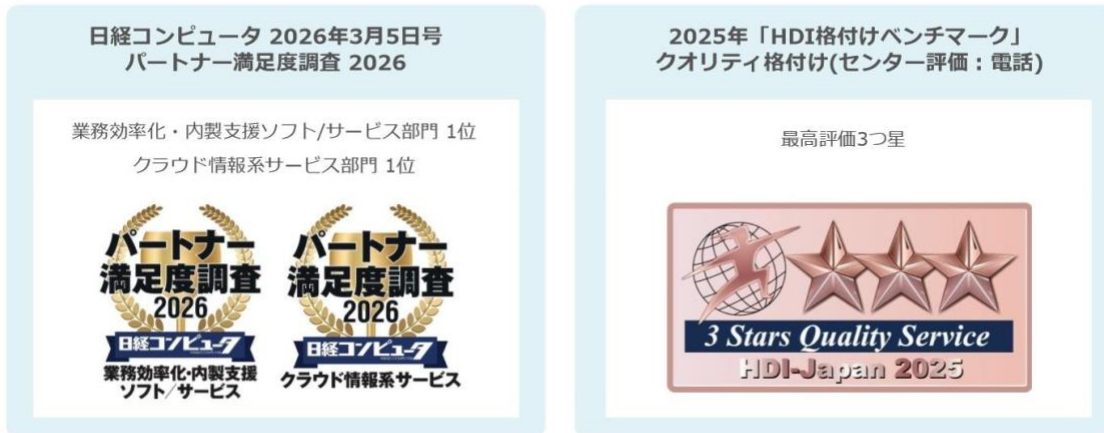 日経コンピュータ 2026年3月5日号
パートナー満足度調査 2026
業務効率化・内製支援ソフト/サービス部門 1位
クラウド情報系サービス部門 1位
パートナー
満足度調査
2026
日経コンピュータ
業務効率化・内製支援
ソフト/サービス
パートナー
満足度調査
2026
日経コンピュータ
クラウド情報系サービス
2025年「HDI格付けベンチマーク」
クオリティ格付け(センター評価：電話)
最高評価3つ星
3 Stars Quality Service
HDI-Japan 2025